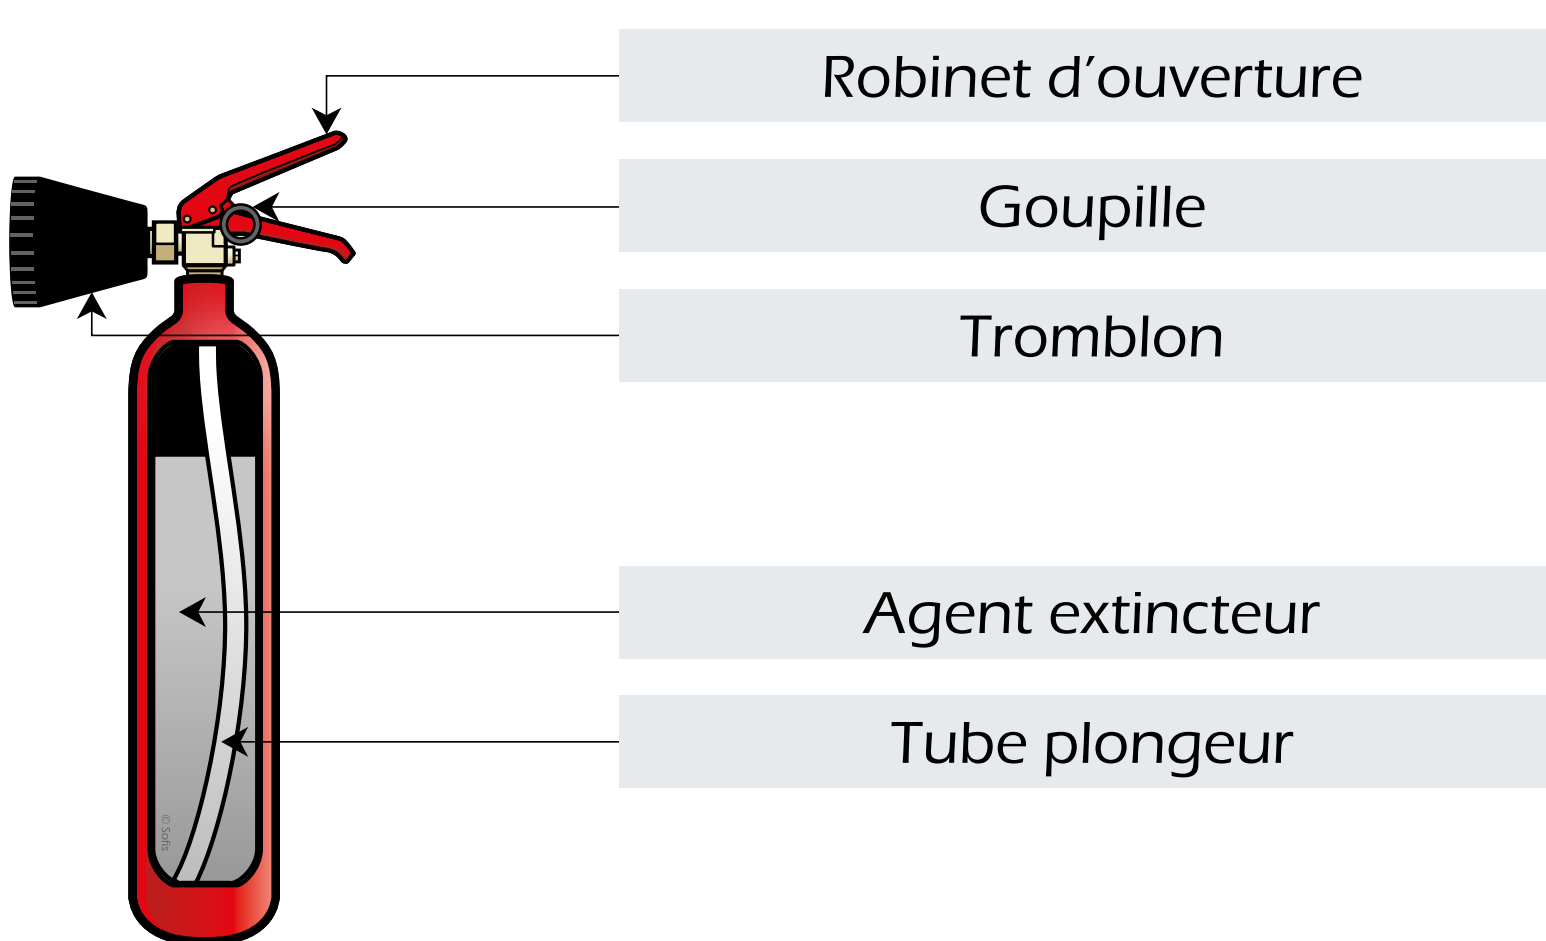 Robinet d’ouverture
Goupille
Tromblon
Agent extincteur
Tube plongeur
© Sofis